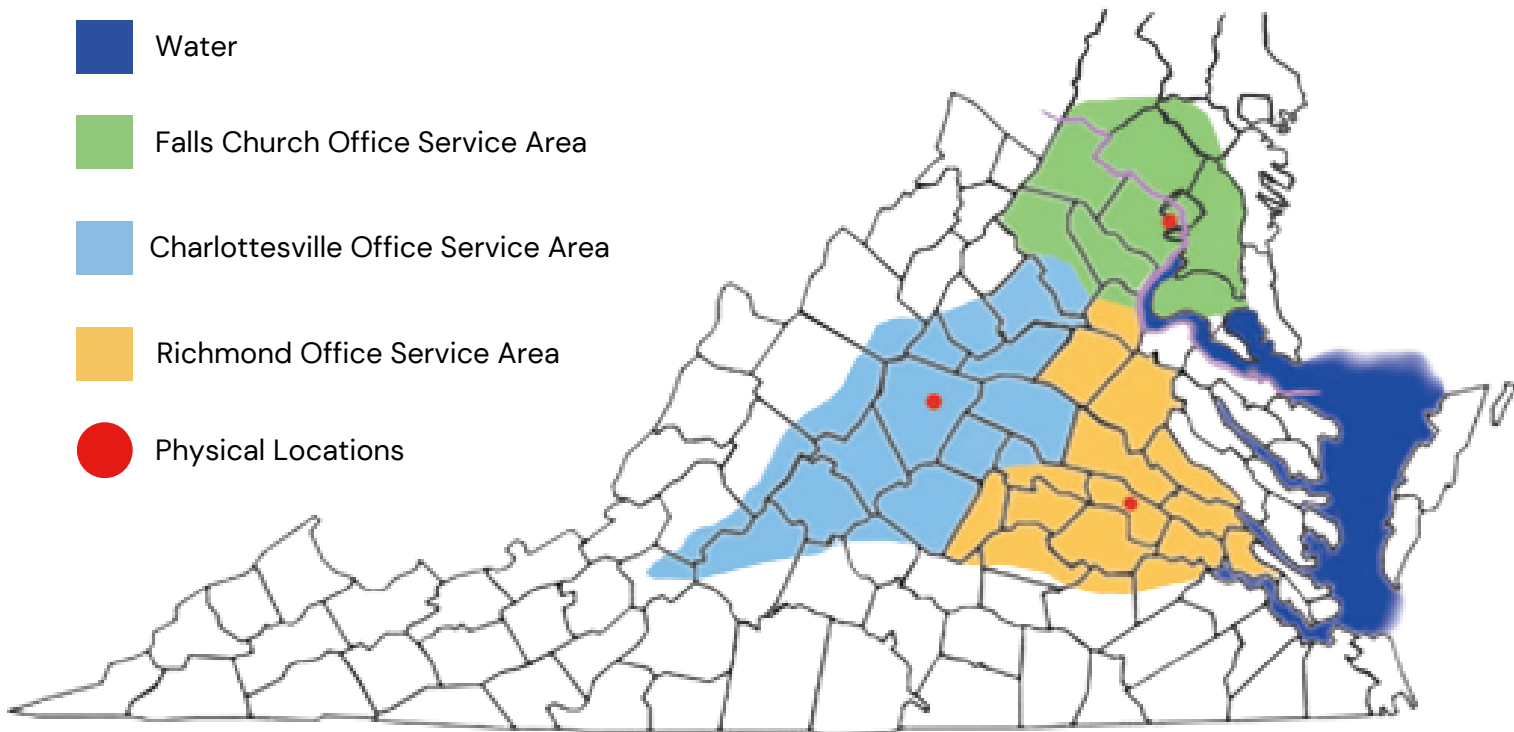 Water
Falls Church Office Service Area
Charlottesville Office Service Area
Richmond Office Service Area
Physical Locations